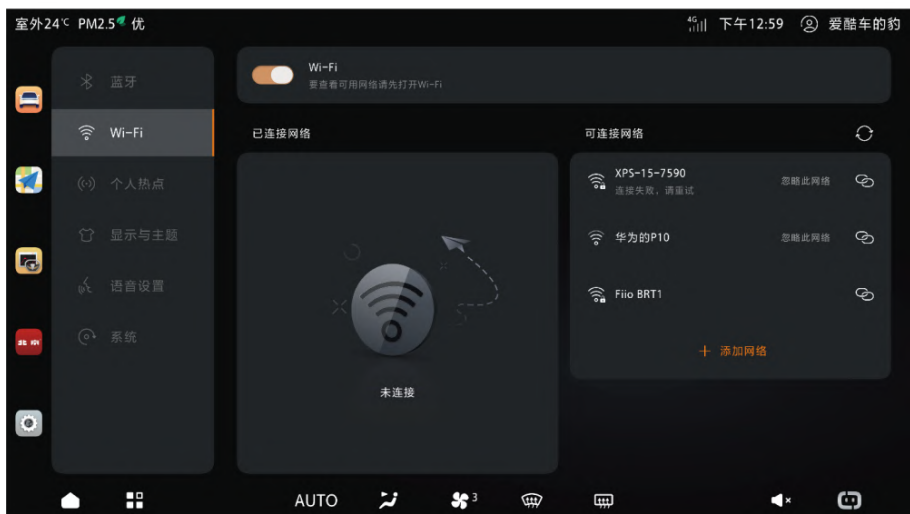 室外24℃ PM2.5 优
4G 下午12:59 爱酷车的豹
蓝牙
Wi-Fi
个人热点
显示与主题
语音设置
系统
Wi-Fi
要查看可用网络请先打开Wi-Fi
已连接网络
未连接
可连接网络
XPS-15-7590
连接失败，请重试
忽略此网络
华为的P10
忽略此网络
Fiio BRT1
+ 添加网络
AUTO
3